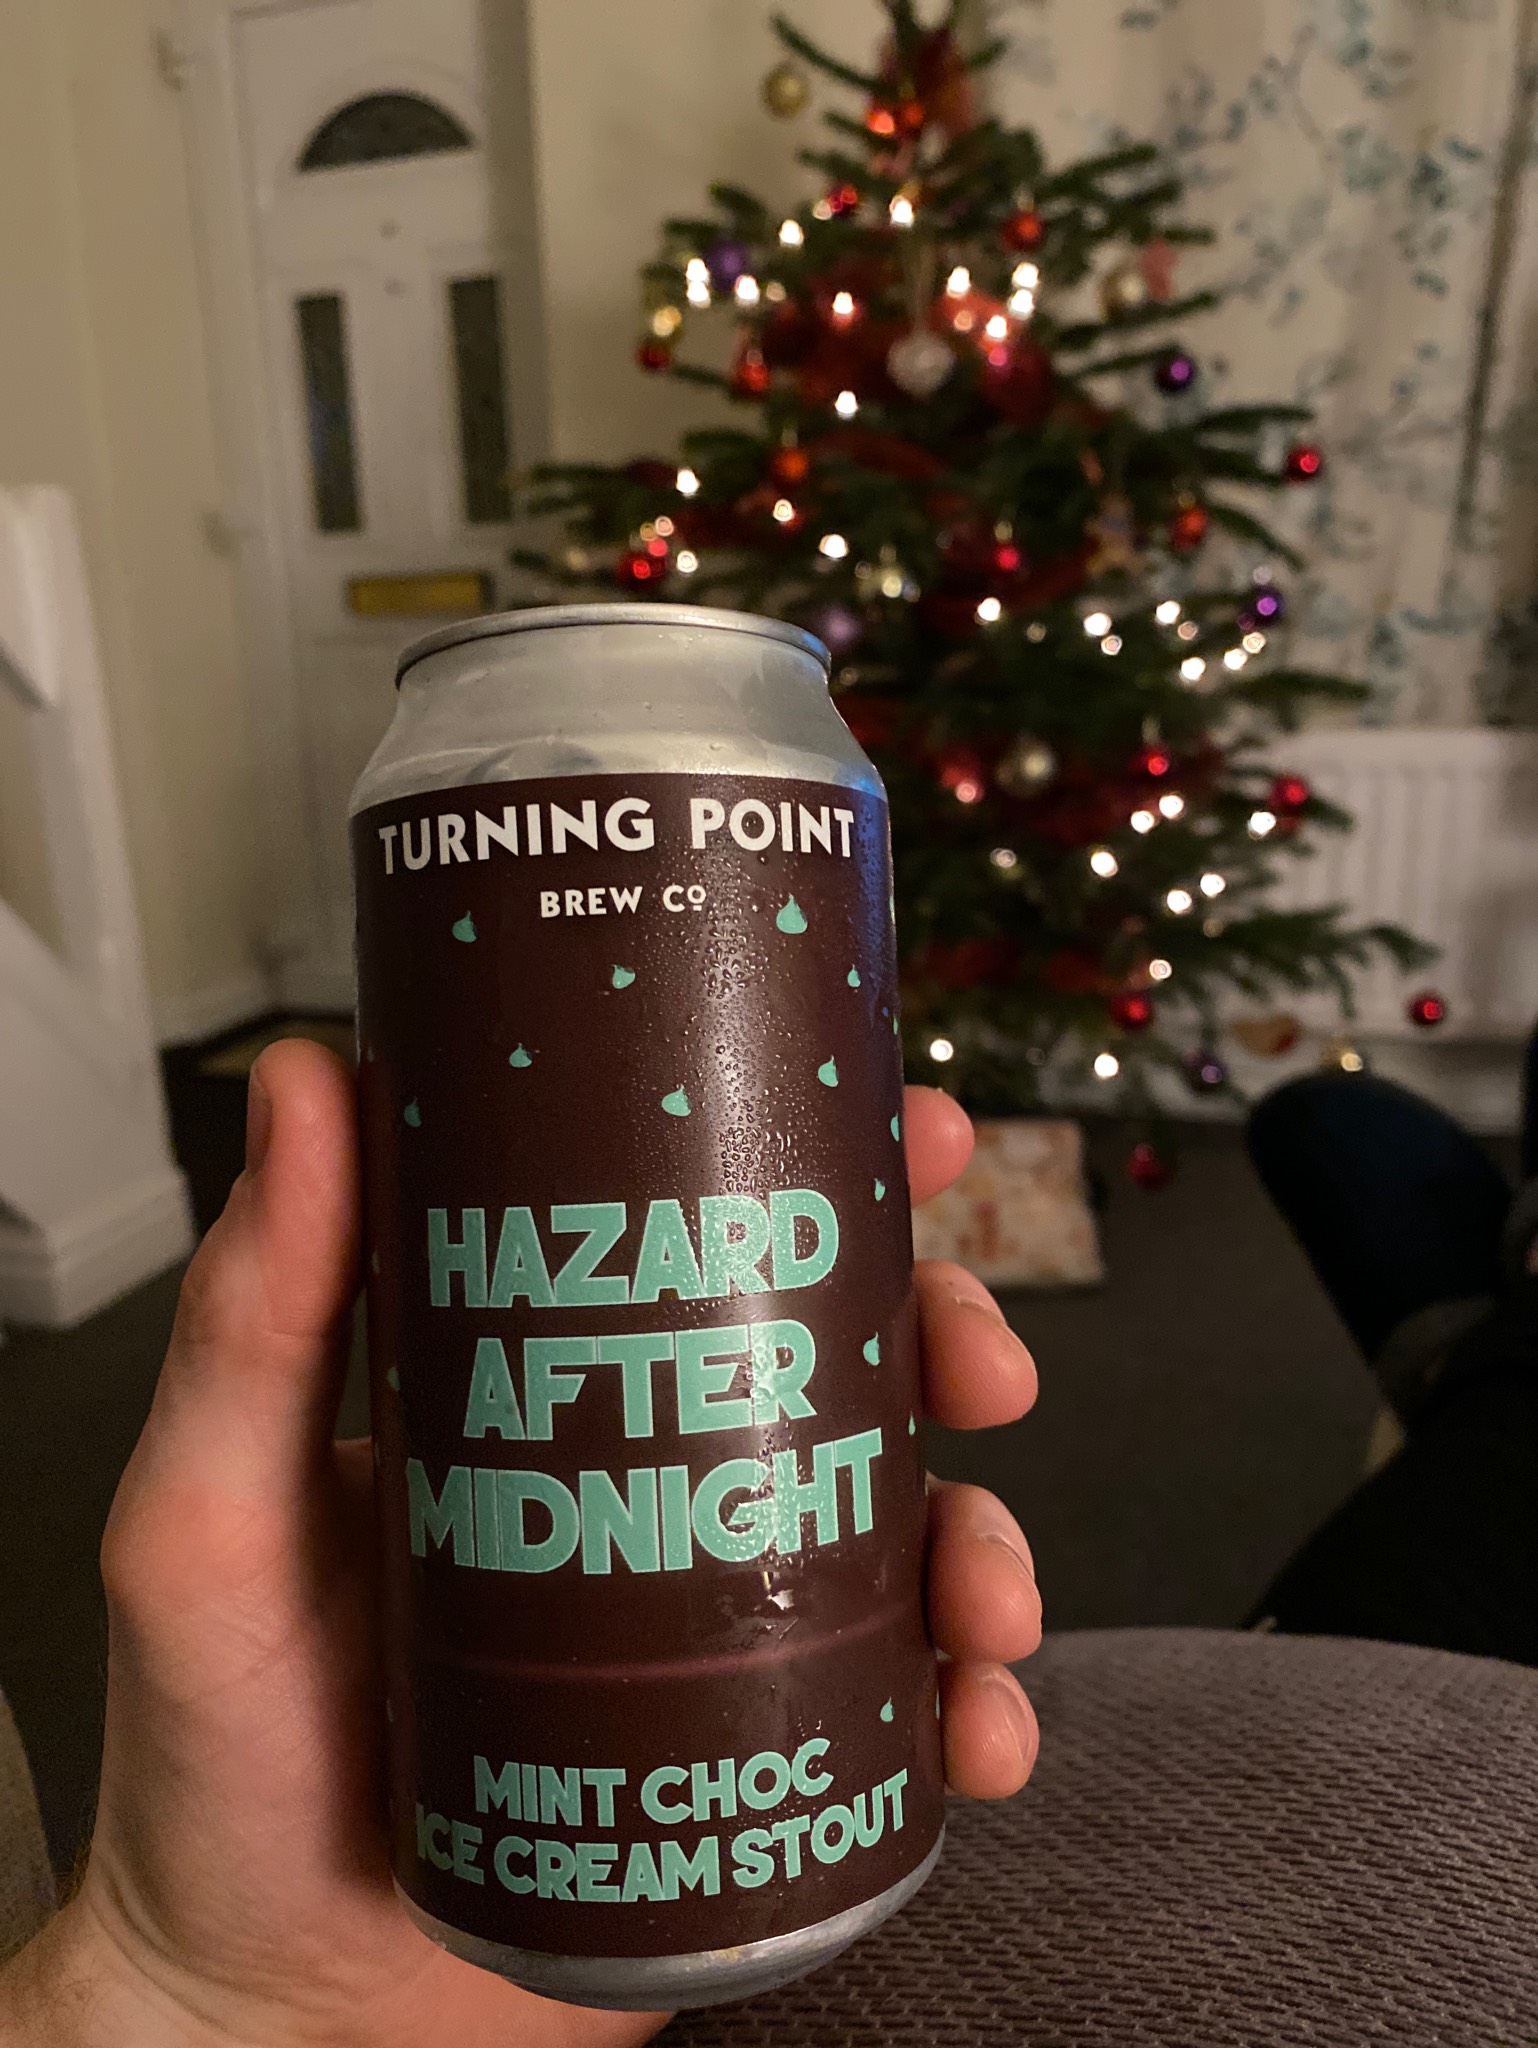 TURNING POINT
BREW Cº
HAZARD
AFTER
MIDNIGHT
MINT CHOC
ICE CREAM STOUT